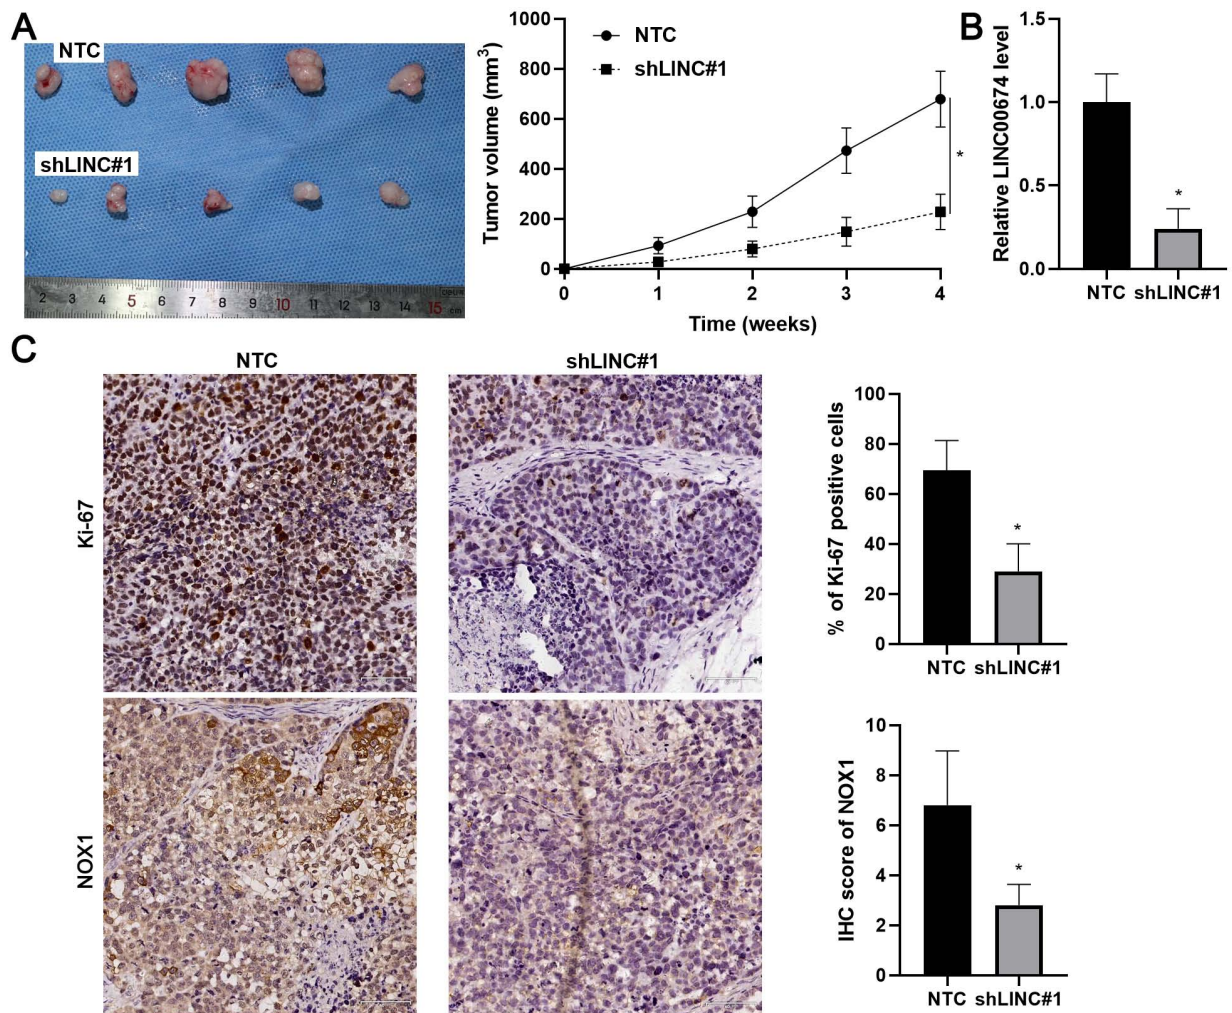 A
NTC
shLINC#1
2 3 4 5 6 7 8 9 10 11 12 13 14 15 cm
Tumor volume (mm3)
1000
800
600
400
200
0
NTC
shLINC#1
*
0 1 2 3 4
Time (weeks)
B
Relative LINC00674 level
1.5
1.0
0.5
0.0
*
NTC shLINC#1
C
NTC shLINC#1
Ki-67
% of Ki-67 positive cells
100
80
60
40
20
0
*
NTC shLINC#1
NOX1
IHC score of NOX1
10
8
6
4
2
0
*
NTC shLINC#1